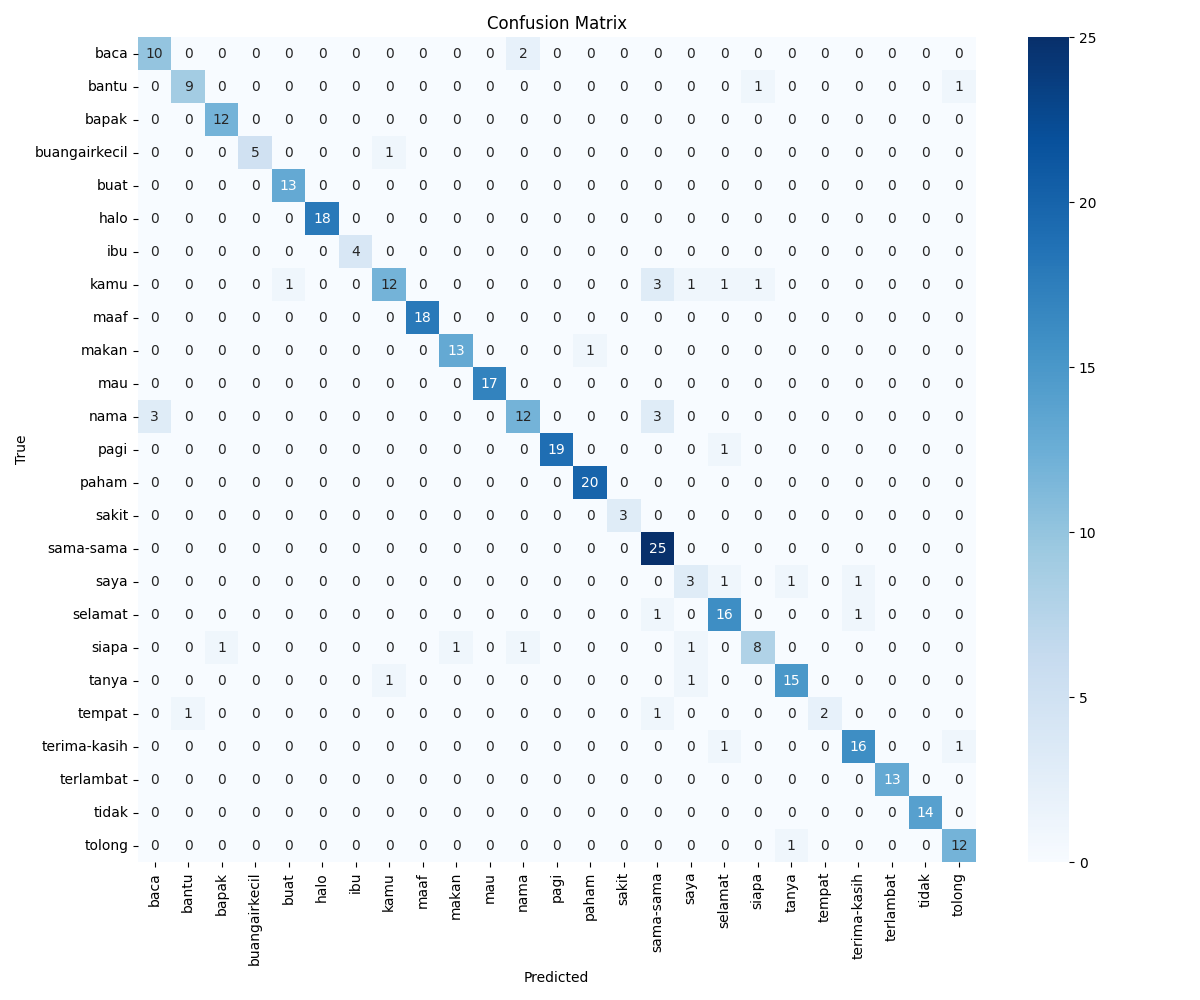 Confusion Matrix
baca 10 0 0 0 0 0 0 0 0 0 0 2 0 0 0 0 0 0 0 0 0 0 0 0 0
bantu 0 9 0 0 0 0 0 0 0 0 0 0 0 0 0 0 0 0 1 0 0 0 0 0 1
bapak 0 0 12 0 0 0 0 0 0 0 0 0 0 0 0 0 0 0 0 0 0 0 0 0 0
buangairkecil 0 0 0 5 0 0 0 1 0 0 0 0 0 0 0 0 0 0 0 0 0 0 0 0 0
buat 0 0 0 0 13 0 0 0 0 0 0 0 0 0 0 0 0 0 0 0 0 0 0 0 0
halo 0 0 0 0 0 18 0 0 0 0 0 0 0 0 0 0 0 0 0 0 0 0 0 0 0
ibu 0 0 0 0 0 0 4 0 0 0 0 0 0 0 0 0 0 0 0 0 0 0 0 0 0
kamu 0 0 0 0 1 0 0 12 0 0 0 0 0 0 0 3 1 1 1 0 0 0 0 0 0
maaf 0 0 0 0 0 0 0 0 18 0 0 0 0 0 0 0 0 0 0 0 0 0 0 0 0
makan 0 0 0 0 0 0 0 0 0 13 0 0 0 1 0 0 0 0 0 0 0 0 0 0 0
mau 0 0 0 0 0 0 0 0 0 0 17 0 0 0 0 0 0 0 0 0 0 0 0 0 0
nama 3 0 0 0 0 0 0 0 0 0 0 12 0 0 0 3 0 0 0 0 0 0 0 0 0
pagi 0 0 0 0 0 0 0 0 0 0 0 0 19 0 0 0 0 1 0 0 0 0 0 0 0
paham 0 0 0 0 0 0 0 0 0 0 0 0 0 20 0 0 0 0 0 0 0 0 0 0 0
sakit 0 0 0 0 0 0 0 0 0 0 0 0 0 0 3 0 0 0 0 0 0 0 0 0 0
sama-sama 0 0 0 0 0 0 0 0 0 0 0 0 0 0 0 25 0 0 0 0 0 0 0 0 0
saya 0 0 0 0 0 0 0 0 0 0 0 0 0 0 0 0 3 1 0 1 0 1 0 0 0
selamat 0 0 0 0 0 0 0 0 0 0 0 0 0 0 0 1 0 16 0 0 0 1 0 0 0
siapa 0 0 1 0 0 0 0 0 0 1 0 1 0 0 0 0 1 0 8 0 0 0 0 0 0
tanya 0 0 0 0 0 0 0 1 0 0 0 0 0 0 0 0 1 0 0 15 0 0 0 0 0
tempat 0 1 0 0 0 0 0 0 0 0 0 0 0 0 0 1 0 0 0 0 2 0 0 0 0
terima-kasih 0 0 0 0 0 0 0 0 0 0 0 0 0 0 0 0 0 1 0 0 0 16 0 0 1
terlambat 0 0 0 0 0 0 0 0 0 0 0 0 0 0 0 0 0 0 0 0 0 0 13 0 0
tidak 0 0 0 0 0 0 0 0 0 0 0 0 0 0 0 0 0 0 0 0 0 0 0 14 0
tolong 0 0 0 0 0 0 0 0 0 0 0 0 0 0 0 0 0 0 0 1 0 0 0 0 12
baca bantu bapak buangairkecil buat halo ibu kamu maaf makan mau nama pagi paham sakit sama-sama saya selamat siapa tanya tempat terima-kasih terlambat tidak tolong
Predicted
True
25
20
15
10
5
0